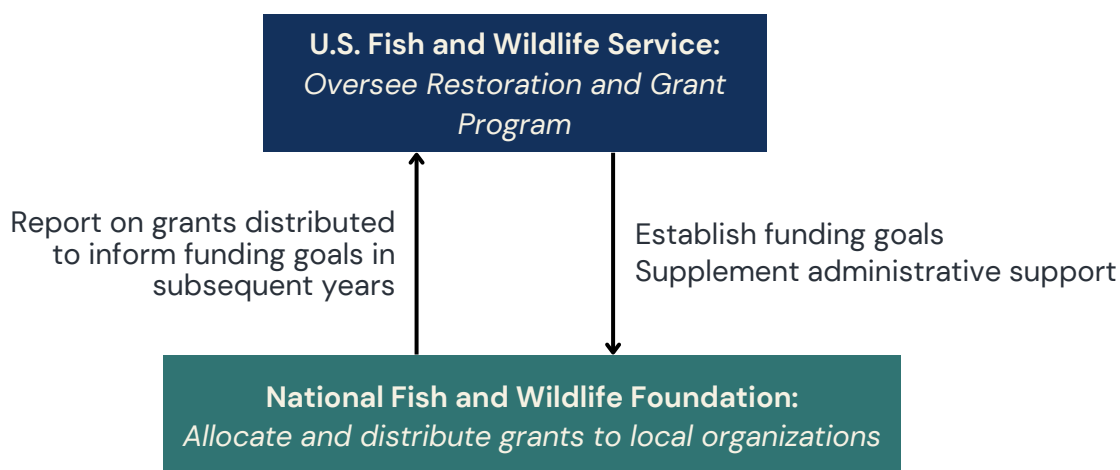 U.S. Fish and Wildlife Service:
Oversee Restoration and Grant
Program
Report on grants distributed
to inform funding goals in
subsequent years
Establish funding goals
Supplement administrative support
National Fish and Wildlife Foundation:
Allocate and distribute grants to local organizations